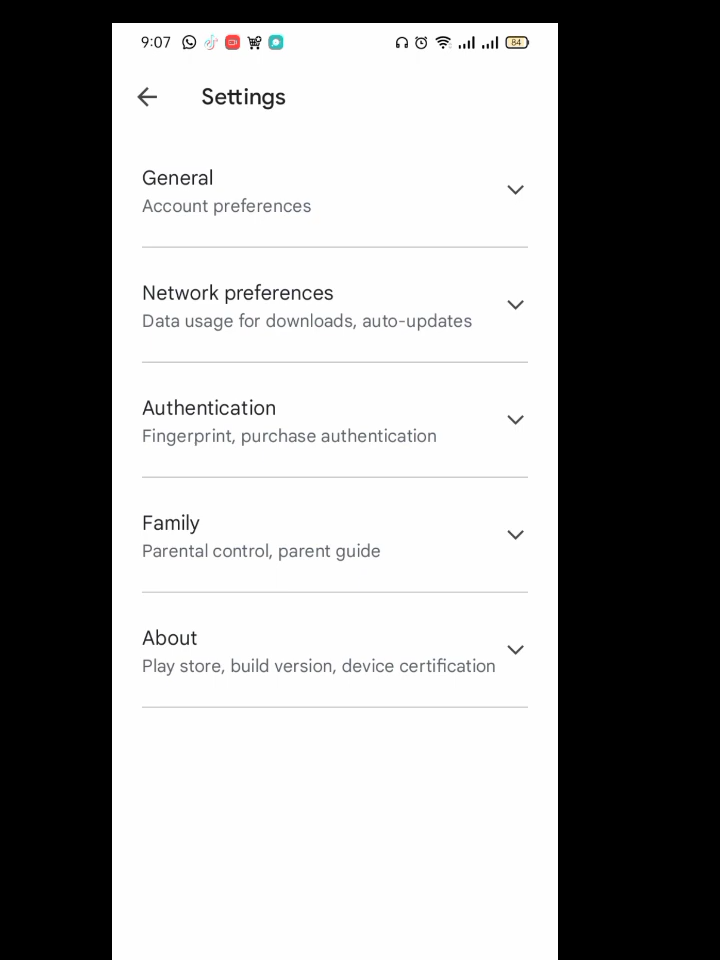 9:07 84
Settings
General
Account preferences
Network preferences
Data usage for downloads, auto-updates
Authentication
Fingerprint, purchase authentication
Family
Parental control, parent guide
About
Play store, build version, device certification